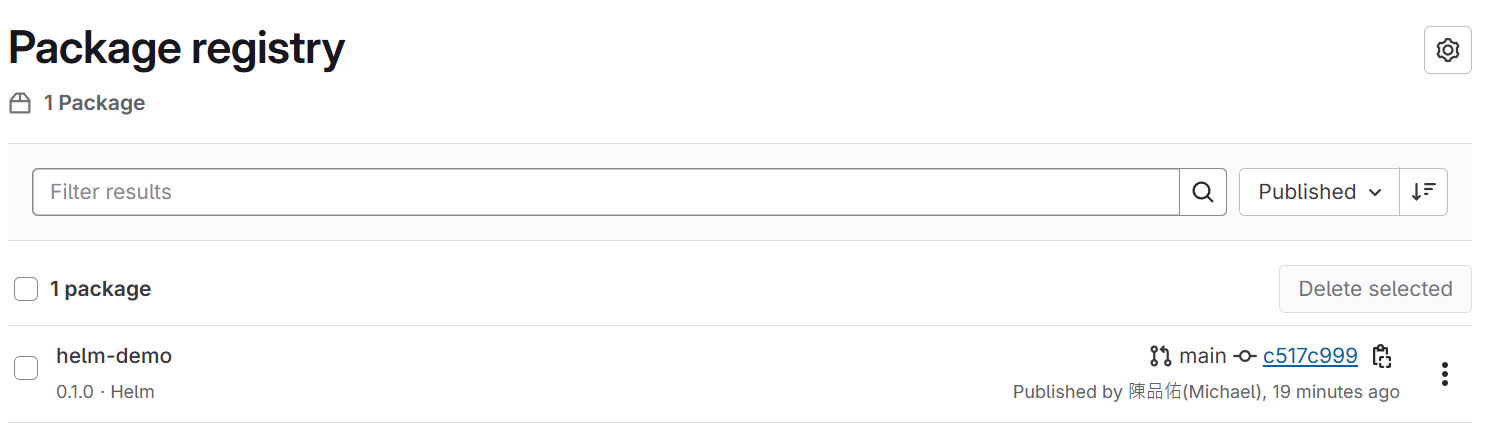 Package registry
1 Package
Filter results
Published
1 package
Delete selected
helm-demo
main c517c999
0.1.0 · Helm
Published by 陳品佑(Michael), 19 minutes ago